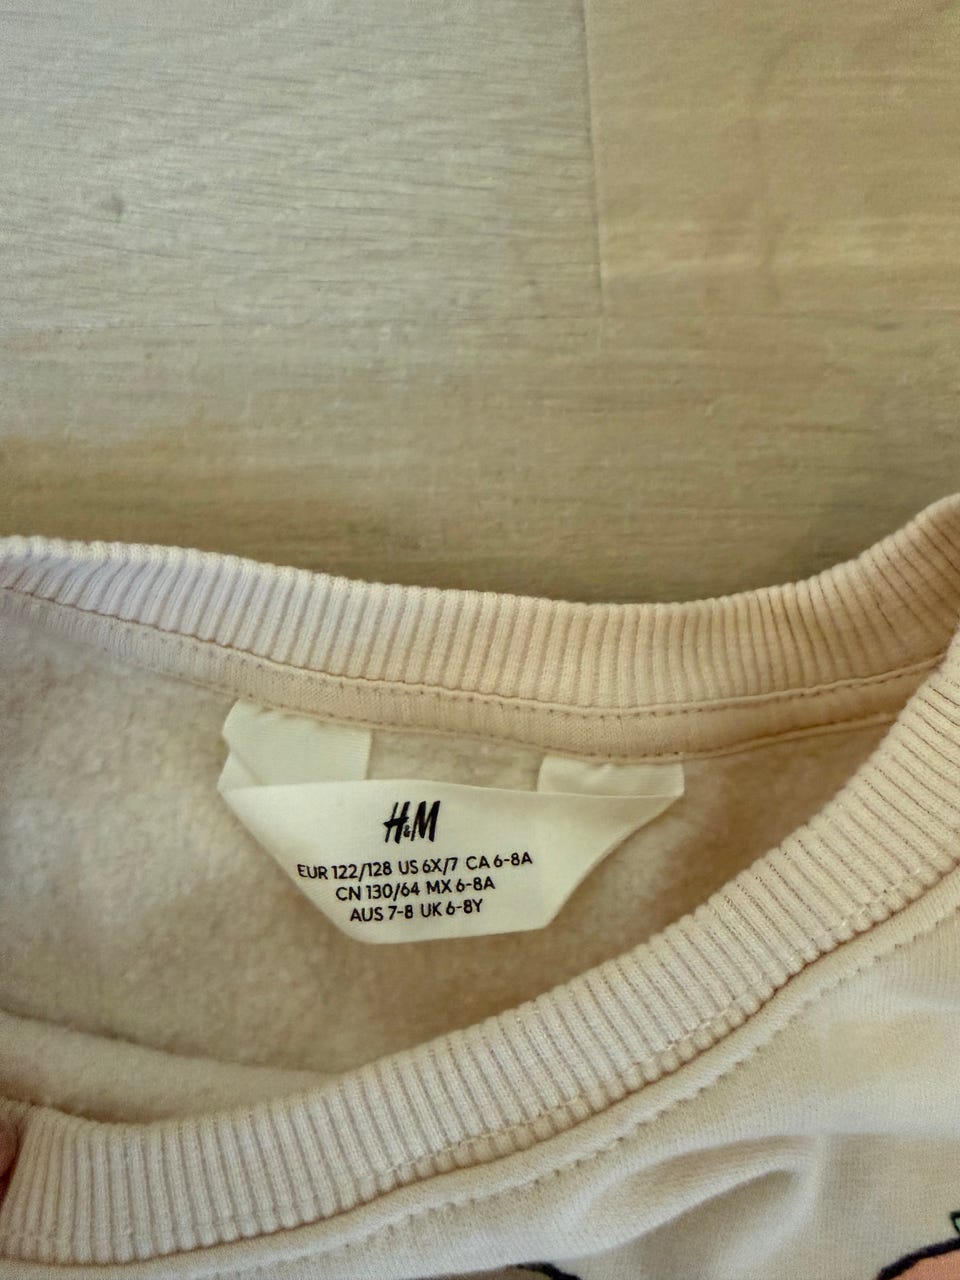 H&M
EUR 122/128 US 6X/7 CA 6-8A
CN 130/64 MX 6-8A
AUS 7-8 UK 6-8Y